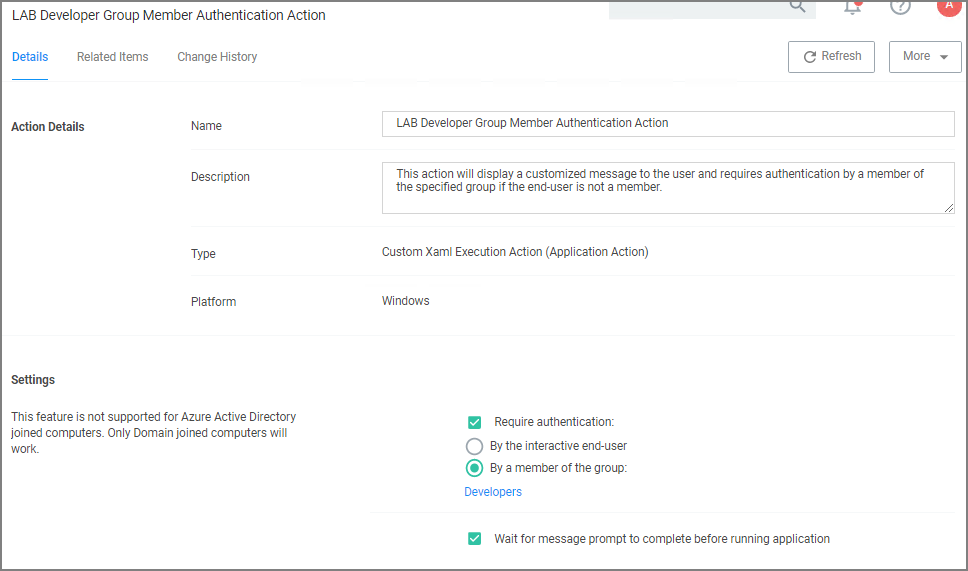 LAB Developer Group Member Authentication Action
A
Details
Related Items
Change History
Refresh
More
Action Details
Name
LAB Developer Group Member Authentication Action
Description
This action will display a customized message to the user and requires authentication by a member of
the specified group if the end-user is not a member.
Type
Custom Xaml Execution Action (Application Action)
Platform
Windows
Settings
This feature is not supported for Azure Active Directory
joined computers. Only Domain joined computers will
work.
Require authentication:
By the interactive end-user
By a member of the group:
Developers
Wait for message prompt to complete before running application